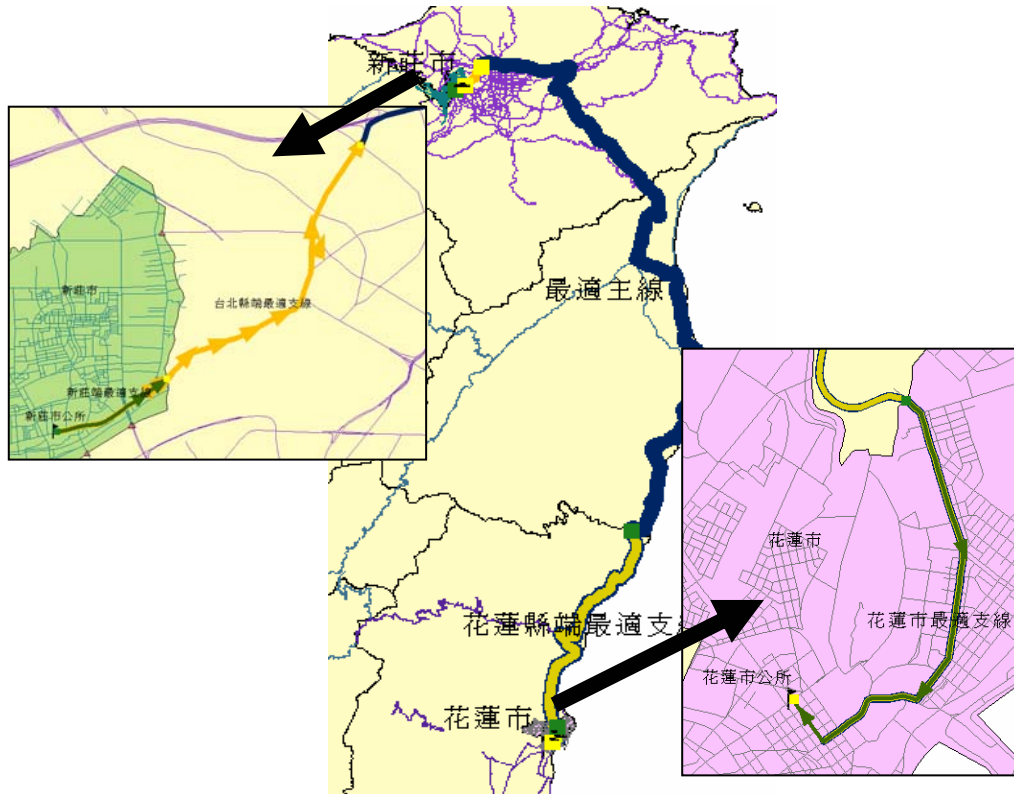 新莊市
新莊市
台北縣端最適支線
新莊端最適支線
新莊市公所
最適主線
花蓮縣端最適支
花蓮市
花蓮市
花蓮市最適支線
花蓮市公所